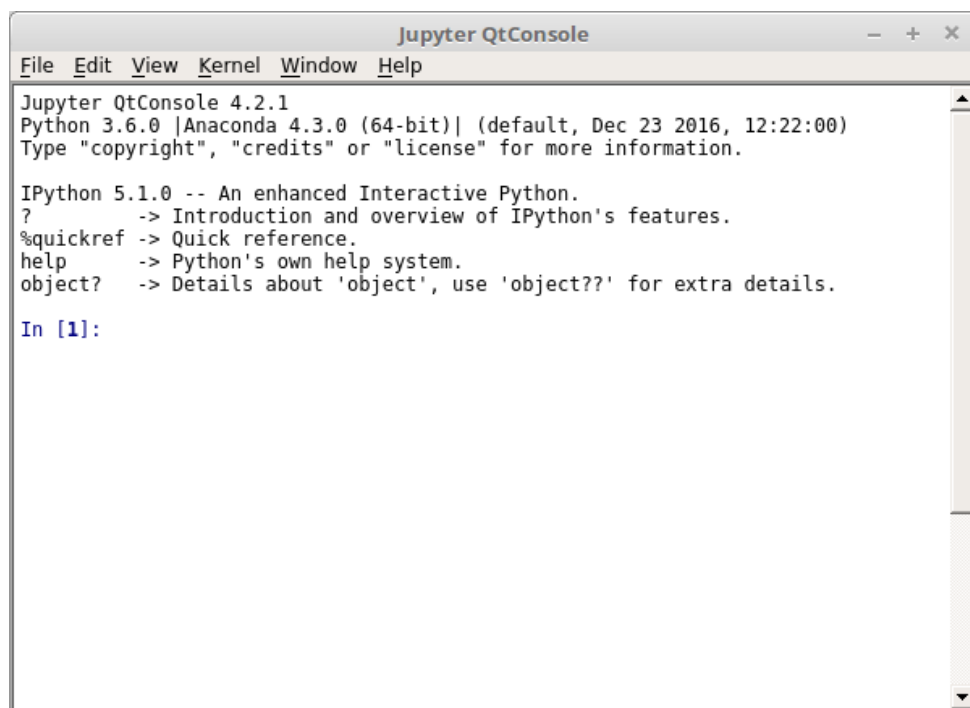 Jupyter QtConsole
File Edit View Kernel Window Help
Jupyter QtConsole 4.2.1
Python 3.6.0 |Anaconda 4.3.0 (64-bit)| (default, Dec 23 2016, 12:22:00)
Type "copyright", "credits" or "license" for more information.
IPython 5.1.0 -- An enhanced Interactive Python.
?         -> Introduction and overview of IPython's features.
%quickref -> Quick reference.
help      -> Python's own help system.
object?   -> Details about 'object', use 'object??' for extra details.
In [1]: